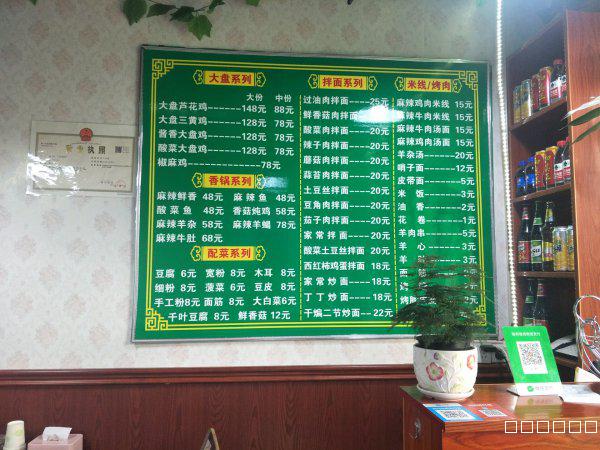 执照
大盘系列
大份 中份
大盘芦花鸡------148元 88元
大盘三黄鸡------128元 78元
酱香大盘鸡------128元 78元
酸菜大盘鸡------128元 78元
椒麻鸡------------78元
香锅系列
麻辣鲜香 48元 麻辣鱼 48元
酸菜鱼 48元 香菇炖鸡 58元
麻辣羊杂 58元 麻辣羊蝎 78元
麻辣牛肚 68元
配菜系列
豆腐 6元 宽粉 8元 木耳 8元
细粉 8元 菠菜 8元 豆皮 8元
手工粉8元 面筋 8元 大白菜6元
千叶豆腐 8元 鲜香菇 12元
拌面系列
过油肉拌面----25元
鲜香菇肉拌面--20元
酸菜肉拌面----20元
辣子肉拌面----20元
蘑菇肉拌面----20元
蒜苔肉拌面----20元
土豆丝拌面----20元
豆角肉拌面----20元
茄子肉拌面----20元
家常拌面----20元
酸菜土豆丝拌面 20元
西红柿鸡蛋拌面 18元
家常炒面----18元
丁丁炒面----18元
干煸二节炒面---22元
米线/烤肉
麻辣鸡肉米线 15元
麻辣牛肉米线 15元
麻辣牛肉汤面 15元
麻辣鸡肉汤面 15元
羊杂汤------20元
哨子面------12元
皮带面------5元
米饭------3元
油香------2元
花卷------1元
羊肉串------5元
羊心------3元
羊
面
烤